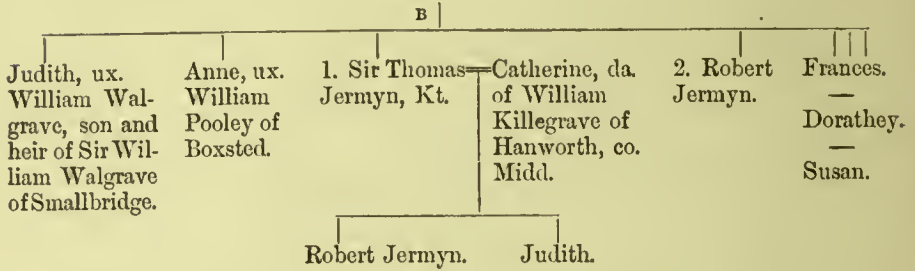 B
Judith, ux.
William Wal-
grave, son and
heir of Sir Wil-
liam Walgrave
of Smallbridge.
Anne, ux.
William
Pooley of
Boxsted.
1. Sir Thomas
Jermyn, Kt.
Catherine, da.
of William
Killegrave of
Hanworth, co.
Midd.
2. Robert
Jermyn.
Frances.
—
Dorathey.
—
Susan.
Robert Jermyn.
Judith.